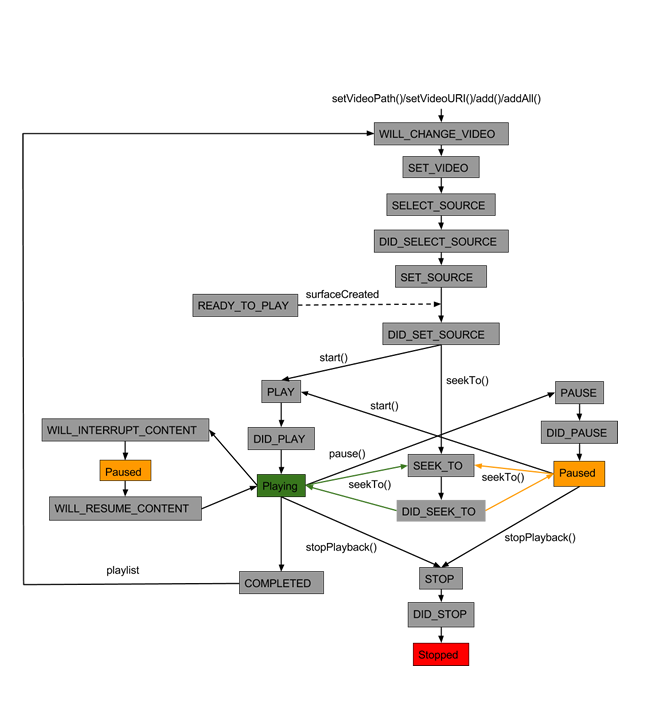 setVideoPath()/setVideoURI()/add()/addAll()
WILL_CHANGE_VIDEO
SET_VIDEO
SELECT_SOURCE
DID_SELECT_SOURCE
SET_SOURCE
surfaceCreated
READY_TO_PLAY
DID_SET_SOURCE
start()
seekTo()
PLAY
PAUSE
start()
WILL_INTERRUPT_CONTENT
DID_PLAY
DID_PAUSE
pause()
Paused
SEEK_TO
Paused
Playing
seekTo()
seekTo()
WILL_RESUME_CONTENT
DID_SEEK_TO
stopPlayback()
stopPlayback()
playlist
COMPLETED
STOP
DID_STOP
Stopped